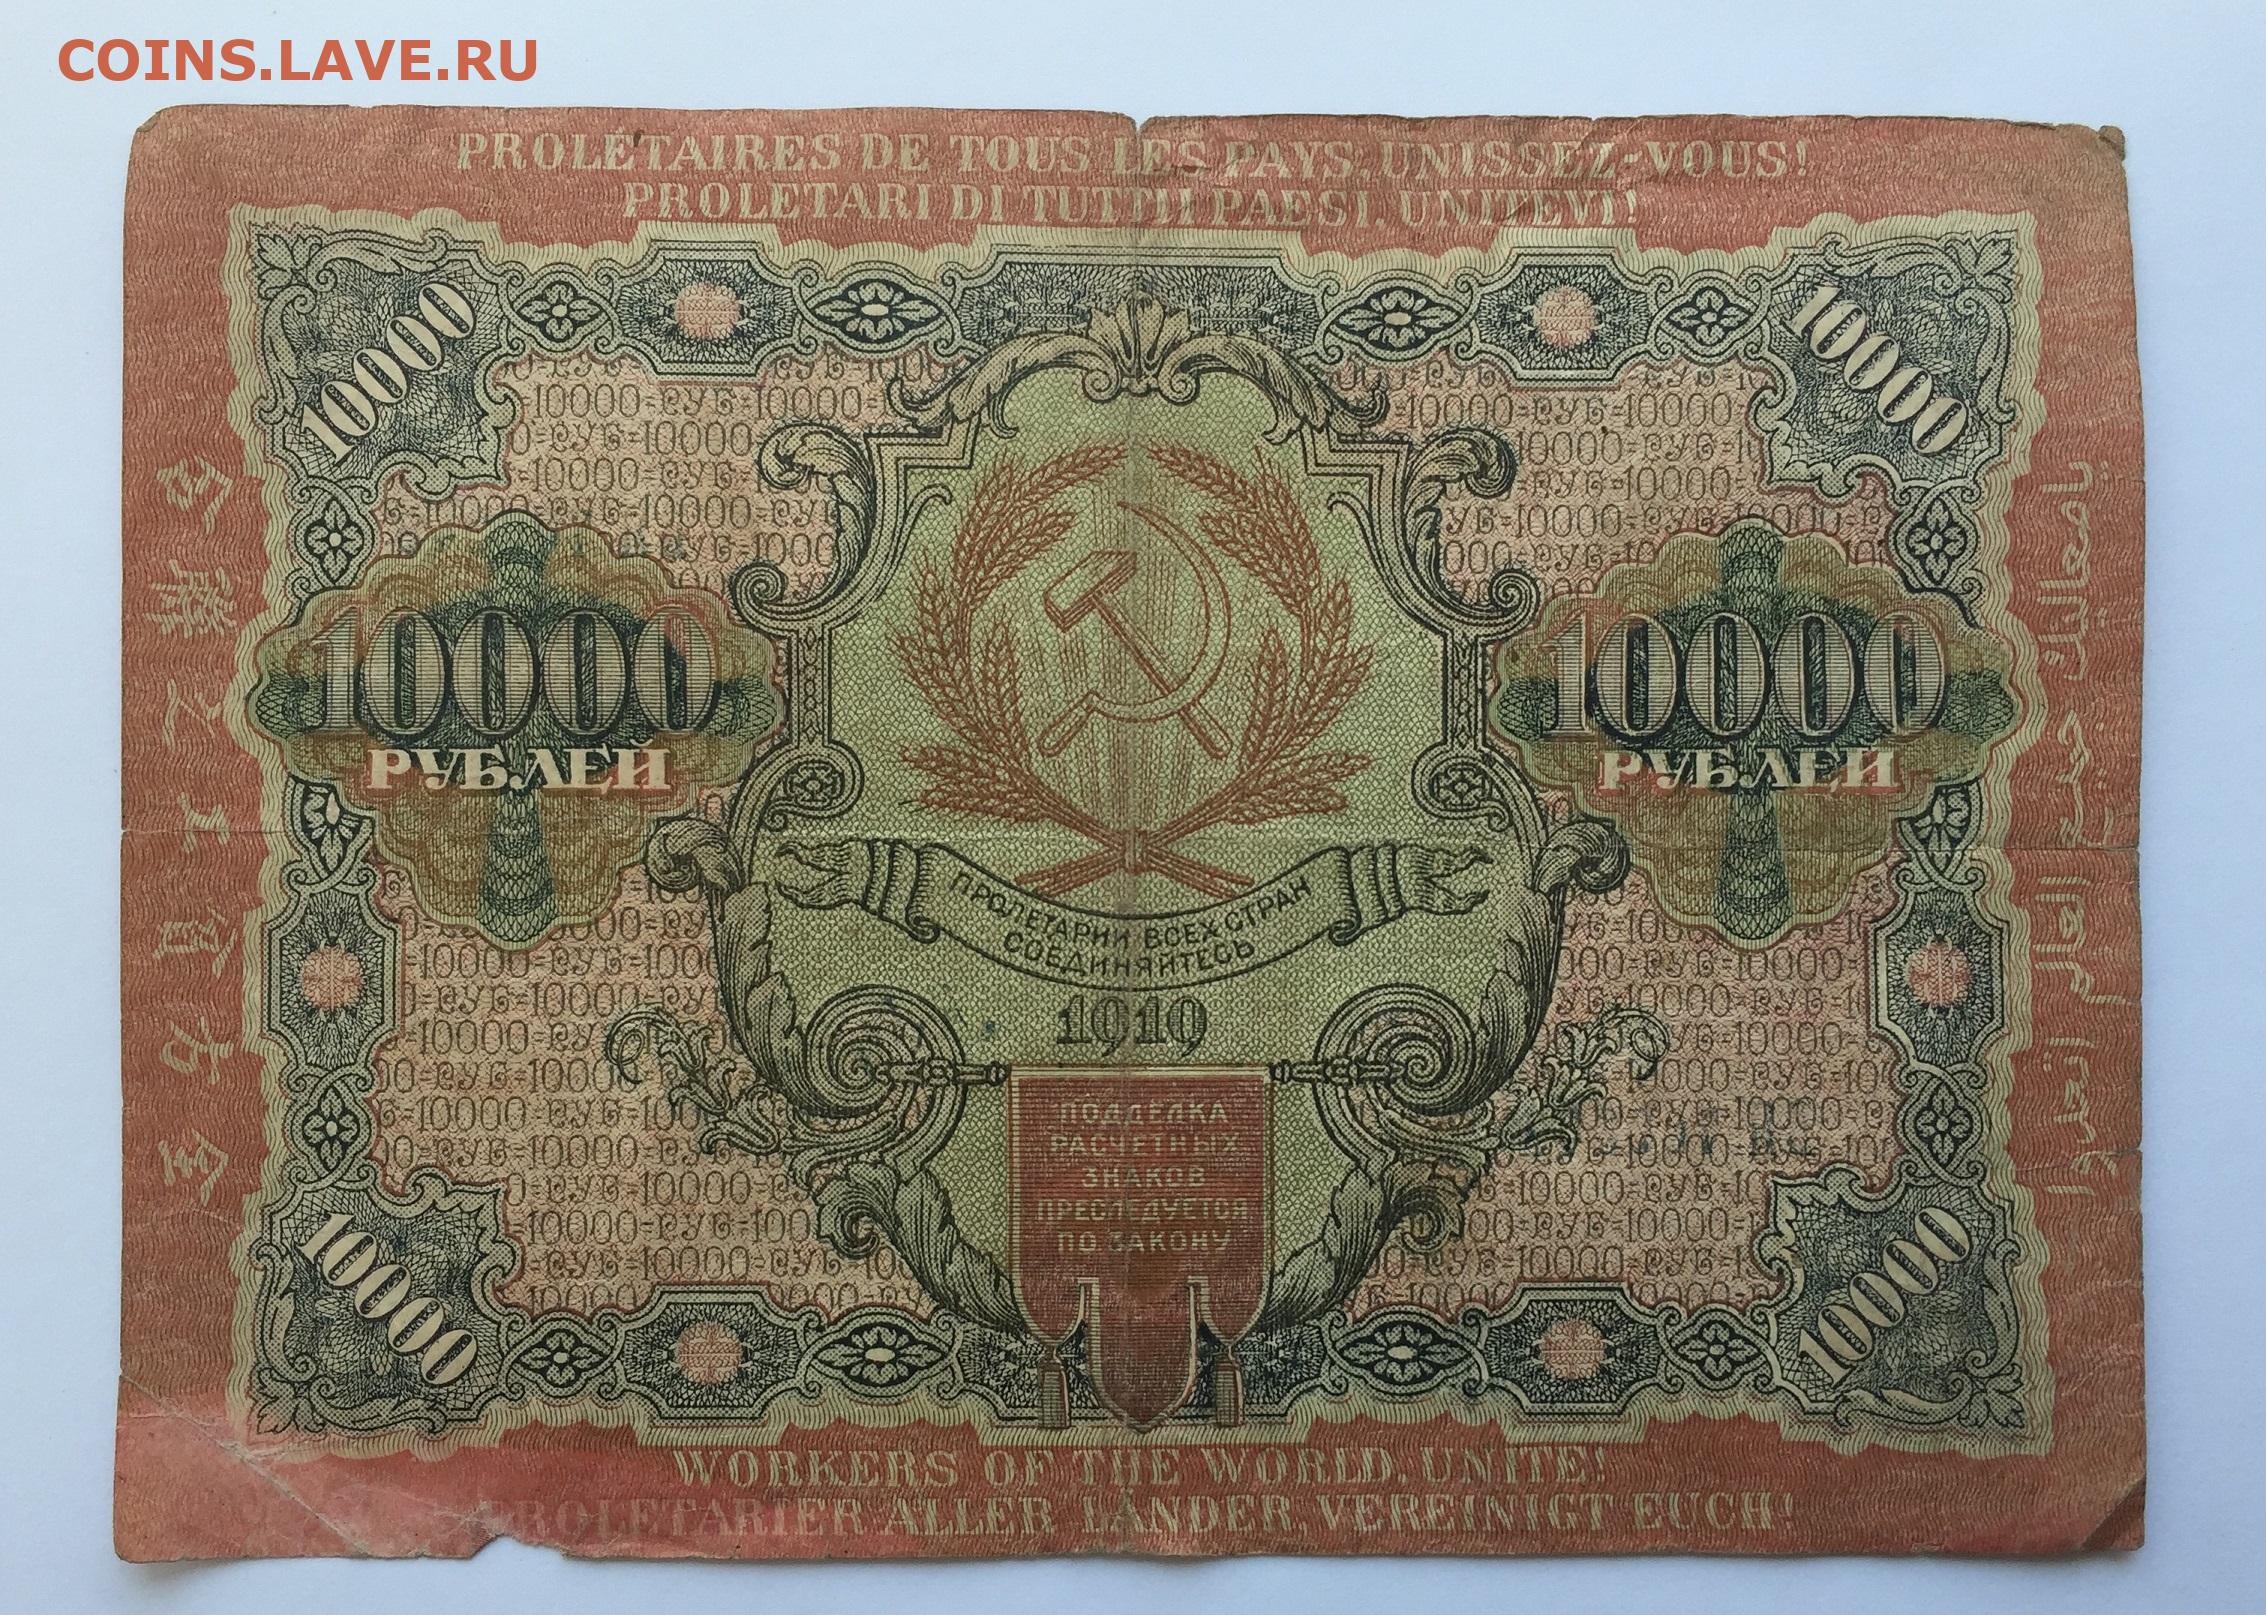 COINS.LAVE.RU
PROLÉTAIRES DE TOUS LES PAYS, UNISSEZ-VOUS!
PROLETARI DI TUTTI I PAESI, UNITEVI!
10000
10000
10000
РУБЛЕЙ
10000
РУБЛЕЙ
ПРОЛЕТАРИИ ВСЕХ СТРАН
СОЕДИНЯЙТЕСЬ
1919
ПОДДЕЛКА
РАСЧЕТНЫХ
ЗНАКОВ
ПРЕСЛЕДУЕТСЯ
ПО ЗАКОНУ
10000
10000
WORKERS OF THE WORLD, UNITE!
PROLETARIER ALLER LÄNDER, VEREINIGT EUCH!